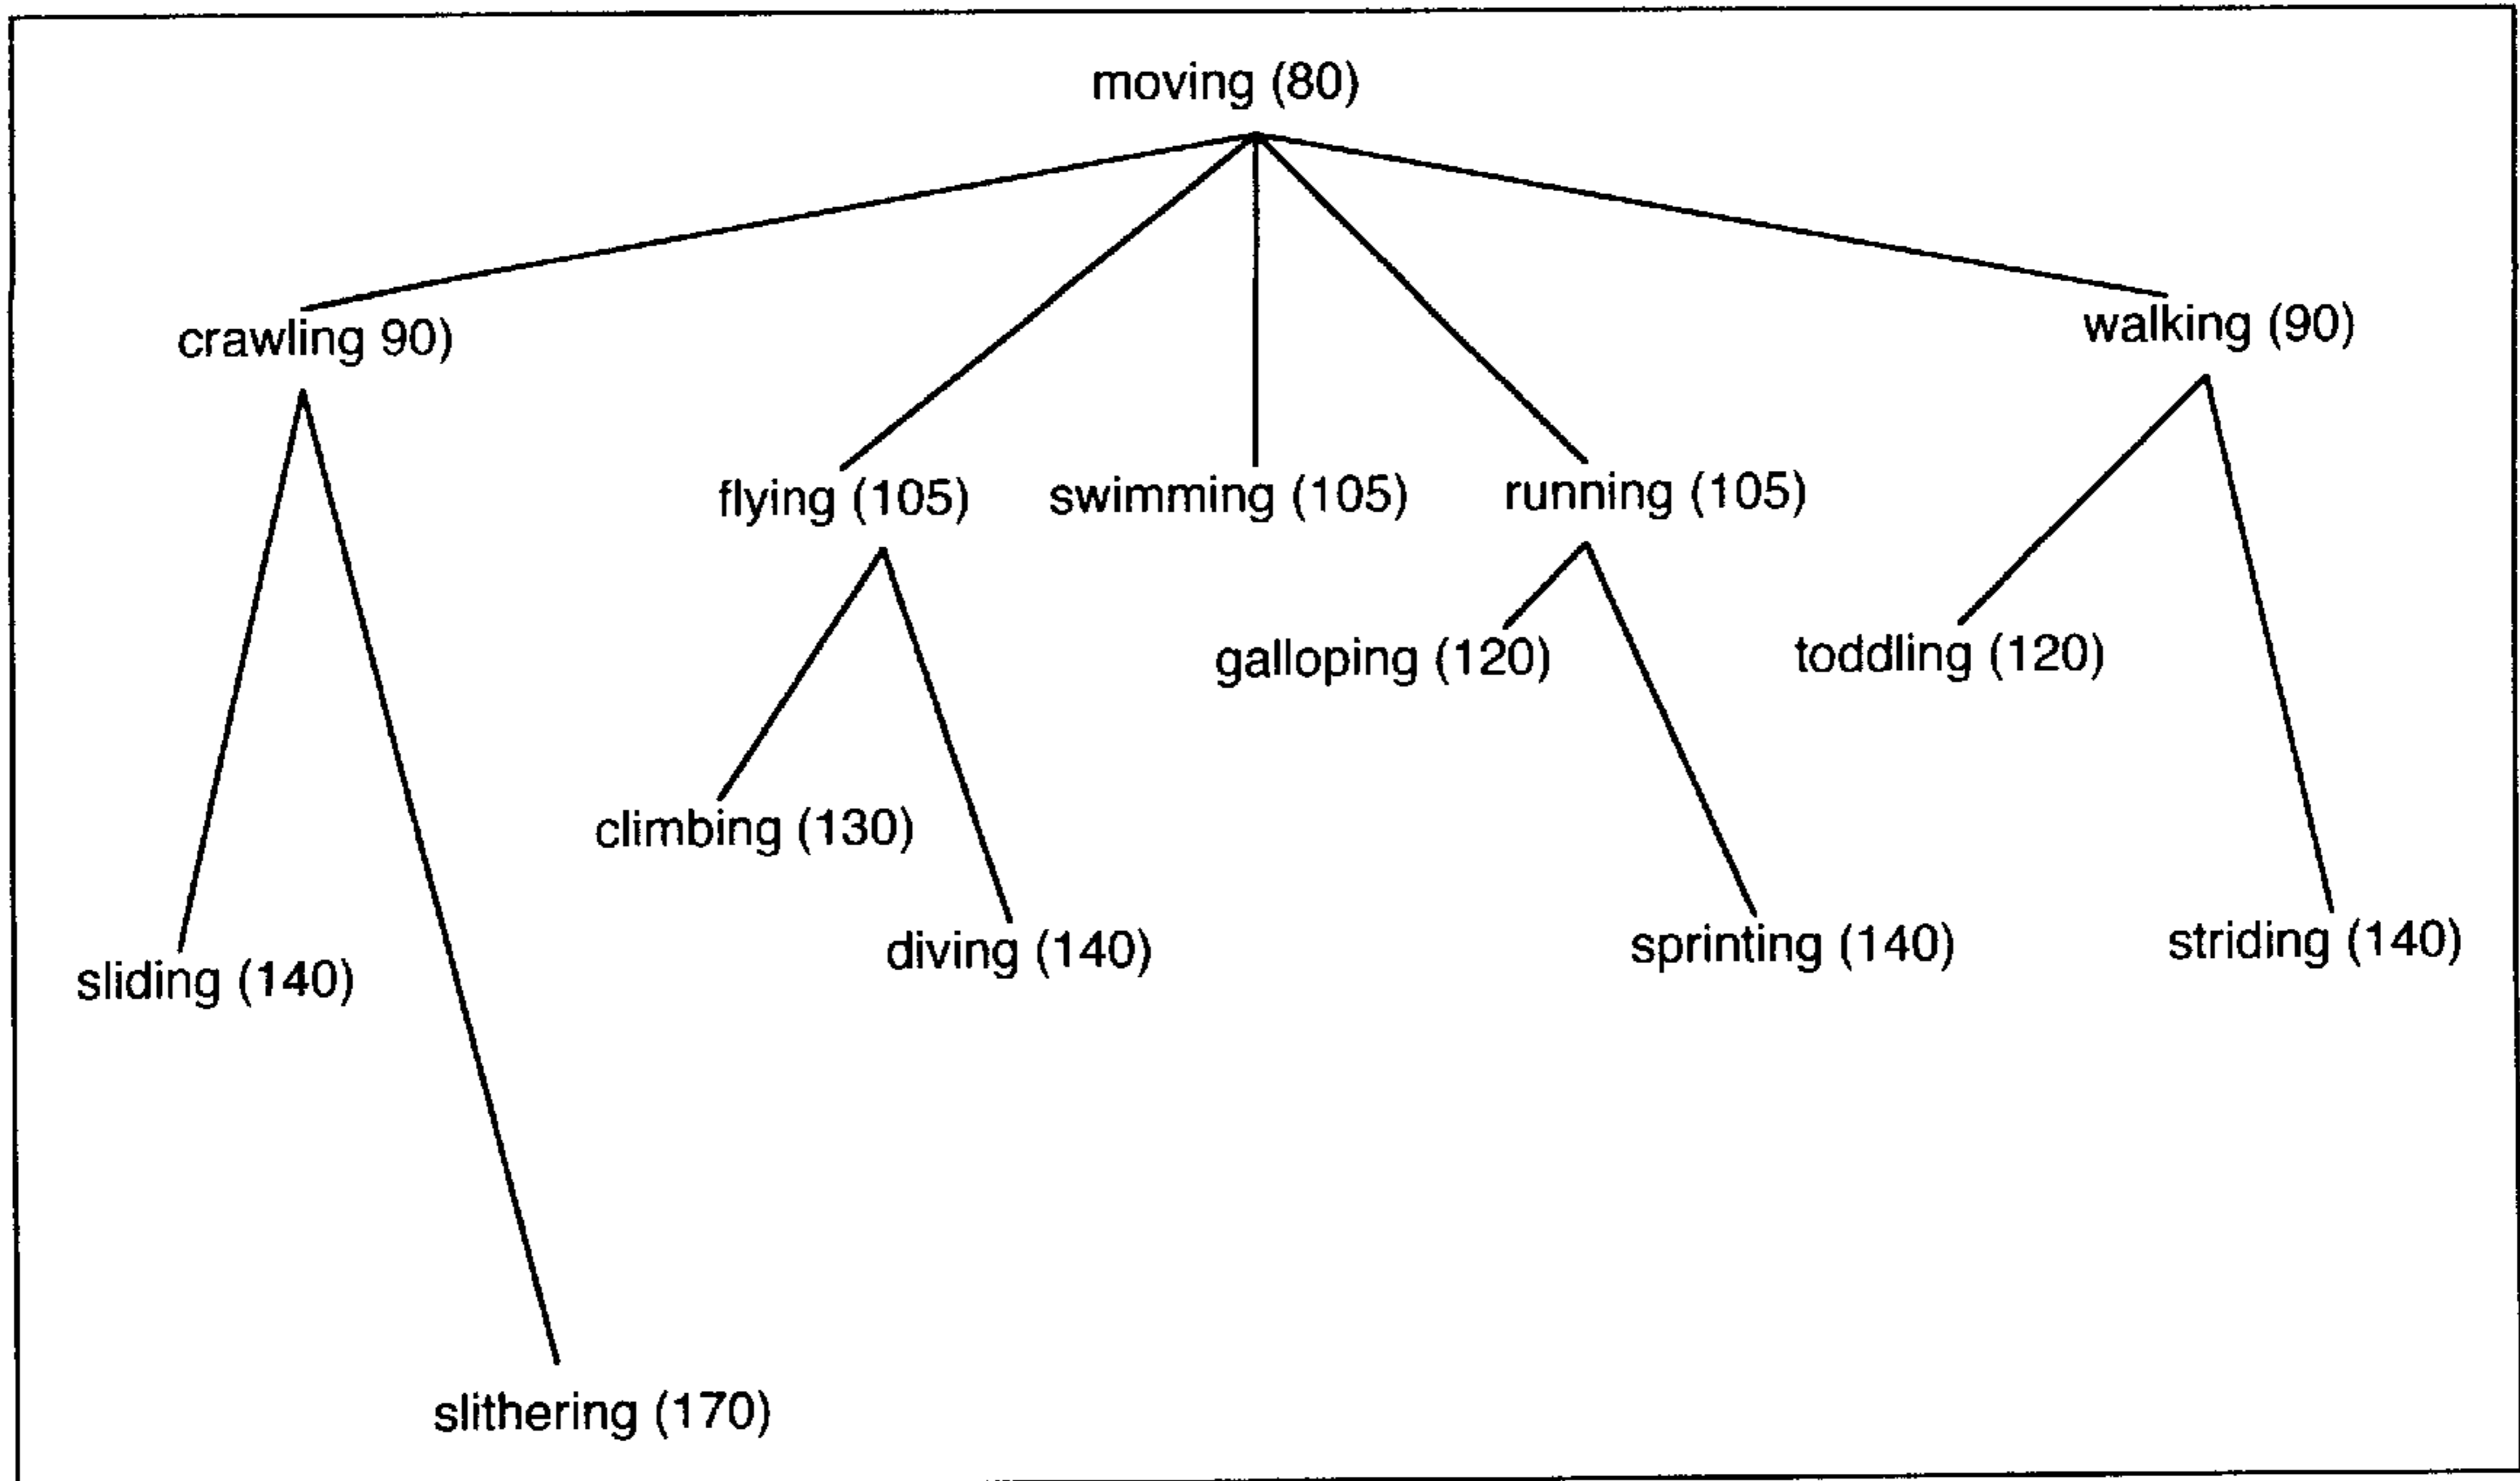 moving (80)
crawling 90)
walking (90)
flying (105)
swimming (105)
running (105)
galloping (120)
toddling (120)
climbing (130)
diving (140)
sprinting (140)
striding (140)
sliding (140)
slithering (170)